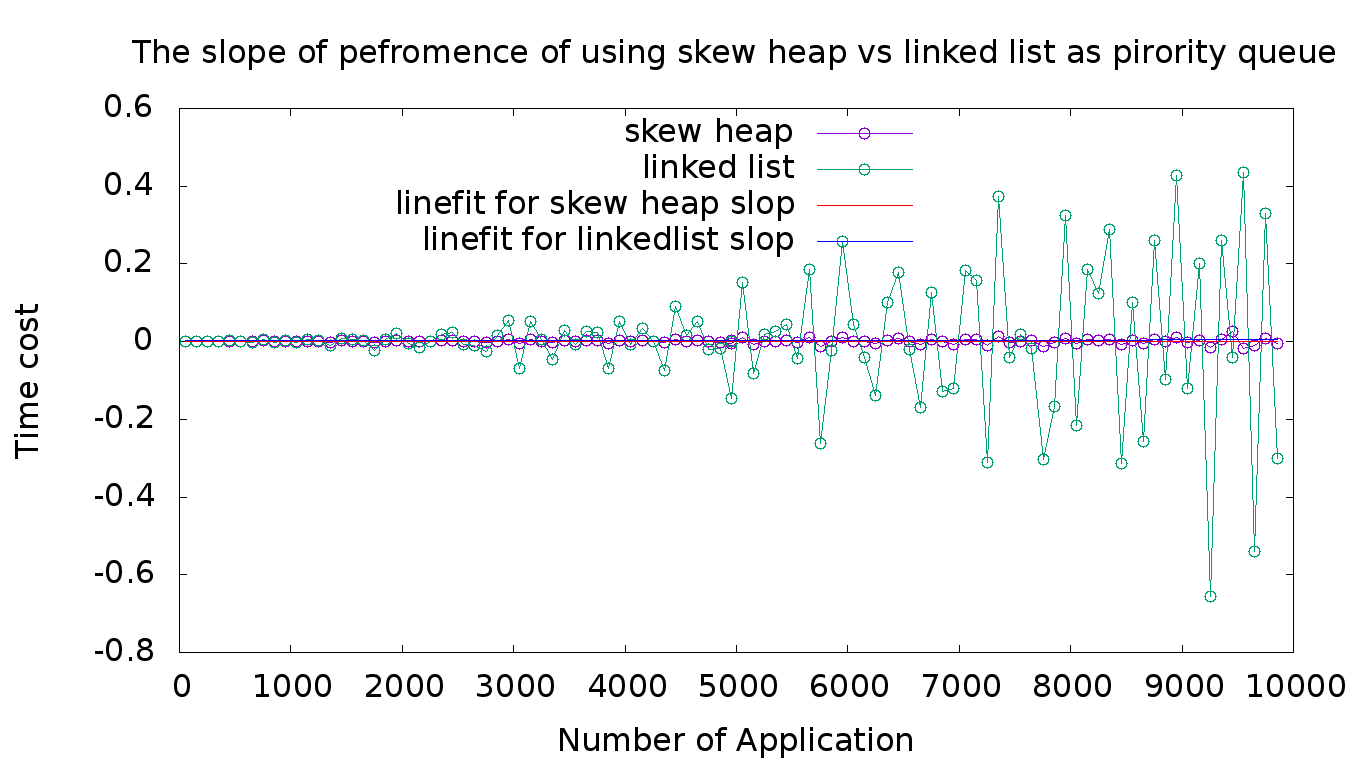 The slope of pefromence of using skew heap vs linked list as pirority queue
0.6
0.4
0.2
0
-0.2
-0.4
-0.6
-0.8
Time cost
skew heap
linked list
linefit for skew heap slop
linefit for linkedlist slop
0 1000 2000 3000 4000 5000 6000 7000 8000 9000 10000
Number of Application